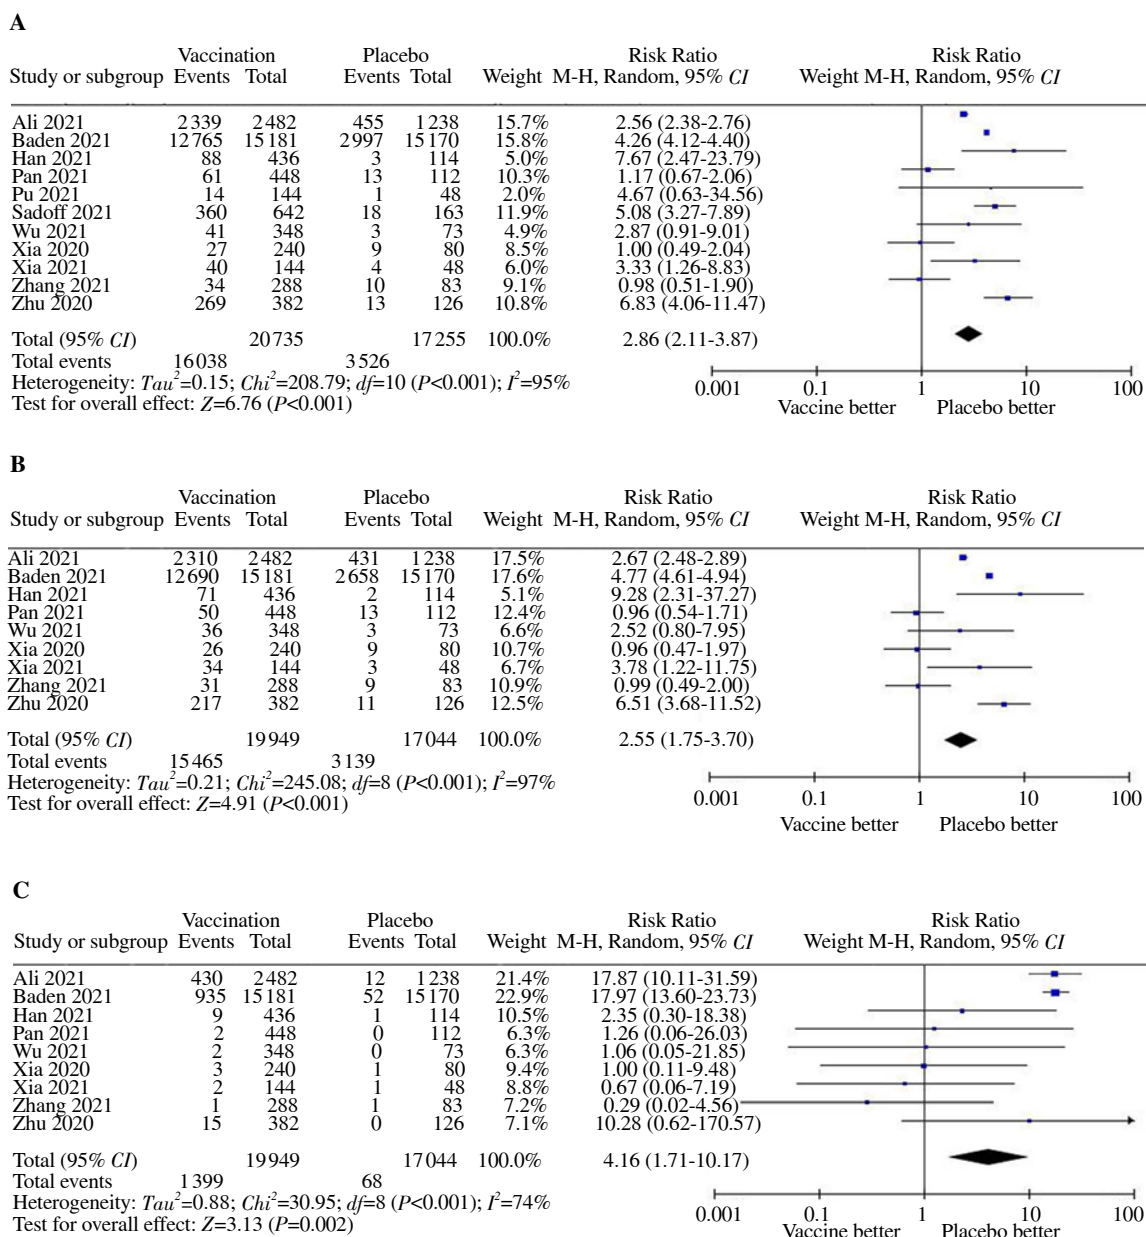 A
Vaccination Placebo Risk Ratio Risk Ratio
Study or subgroup Events Total Events Total Weight M-H, Random, 95% CI Weight M-H, Random, 95% CI
Ali 2021 2339 2482 455 1238 15.7% 2.56 (2.38-2.76)
Baden 2021 12765 15181 2997 15170 15.8% 4.26 (4.12-4.40)
Han 2021 88 436 3 114 5.0% 7.67 (2.47-23.79)
Pan 2021 61 448 13 112 10.3% 1.17 (0.67-2.06)
Pu 2021 14 144 1 48 2.0% 4.67 (0.63-34.56)
Sadoff 2021 360 642 18 163 11.9% 5.08 (3.27-7.89)
Wu 2021 41 348 3 73 4.9% 2.87 (0.91-9.01)
Xia 2020 27 240 9 80 8.5% 1.00 (0.49-2.04)
Xia 2021 40 144 4 48 6.0% 3.33 (1.26-8.83)
Zhang 2021 34 288 10 83 9.1% 0.98 (0.51-1.90)
Zhu 2020 269 382 13 126 10.8% 6.83 (4.06-11.47)
Total (95% CI) 20735 17255 100.0% 2.86 (2.11-3.87)
Total events 16038 3526
Heterogeneity: Tau²=0.15; Chi²=208.79; df=10 (P<0.001); I²=95%
Test for overall effect: Z=6.76 (P<0.001)
0.001 0.1 1 10 100
Vaccine better Placebo better
B
Vaccination Placebo Risk Ratio Risk Ratio
Study or subgroup Events Total Events Total Weight M-H, Random, 95% CI Weight M-H, Random, 95% CI
Ali 2021 2310 2482 431 1238 17.5% 2.67 (2.48-2.89)
Baden 2021 12690 15181 2658 15170 17.6% 4.77 (4.61-4.94)
Han 2021 71 436 2 114 5.1% 9.28 (2.31-37.27)
Pan 2021 50 448 13 112 12.4% 0.96 (0.54-1.71)
Wu 2021 36 348 3 73 6.6% 2.52 (0.80-7.95)
Xia 2020 26 240 9 80 10.7% 0.96 (0.47-1.97)
Xia 2021 34 144 3 48 6.7% 3.78 (1.22-11.75)
Zhang 2021 31 288 9 83 10.9% 0.99 (0.49-2.00)
Zhu 2020 217 382 11 126 12.5% 6.51 (3.68-11.52)
Total (95% CI) 19949 17044 100.0% 2.55 (1.75-3.70)
Total events 15465 3139
Heterogeneity: Tau²=0.21; Chi²=245.08; df=8 (P<0.001); I²=97%
Test for overall effect: Z=4.91 (P<0.001)
0.001 0.1 1 10 100
Vaccine better Placebo better
C
Vaccination Placebo Risk Ratio Risk Ratio
Study or subgroup Events Total Events Total Weight M-H, Random, 95% CI Weight M-H, Random, 95% CI
Ali 2021 430 2482 12 1238 21.4% 17.87 (10.11-31.59)
Baden 2021 935 15181 52 15170 22.9% 17.97 (13.60-23.73)
Han 2021 9 436 1 114 10.5% 2.35 (0.30-18.38)
Pan 2021 2 448 0 112 6.3% 1.26 (0.06-26.03)
Wu 2021 2 348 0 73 6.3% 1.06 (0.05-21.85)
Xia 2020 3 240 1 80 9.4% 1.00 (0.11-9.48)
Xia 2021 2 144 1 48 8.8% 0.67 (0.06-7.19)
Zhang 2021 1 288 1 83 7.2% 0.29 (0.02-4.56)
Zhu 2020 15 382 0 126 7.1% 10.28 (0.62-170.57)
Total (95% CI) 19949 17044 100.0% 4.16 (1.71-10.17)
Total events 1399 68
Heterogeneity: Tau²=0.88; Chi²=30.95; df=8 (P<0.001); I²=74%
Test for overall effect: Z=3.13 (P=0.002)
0.001 0.1 1 10 100
Vaccine better Placebo better